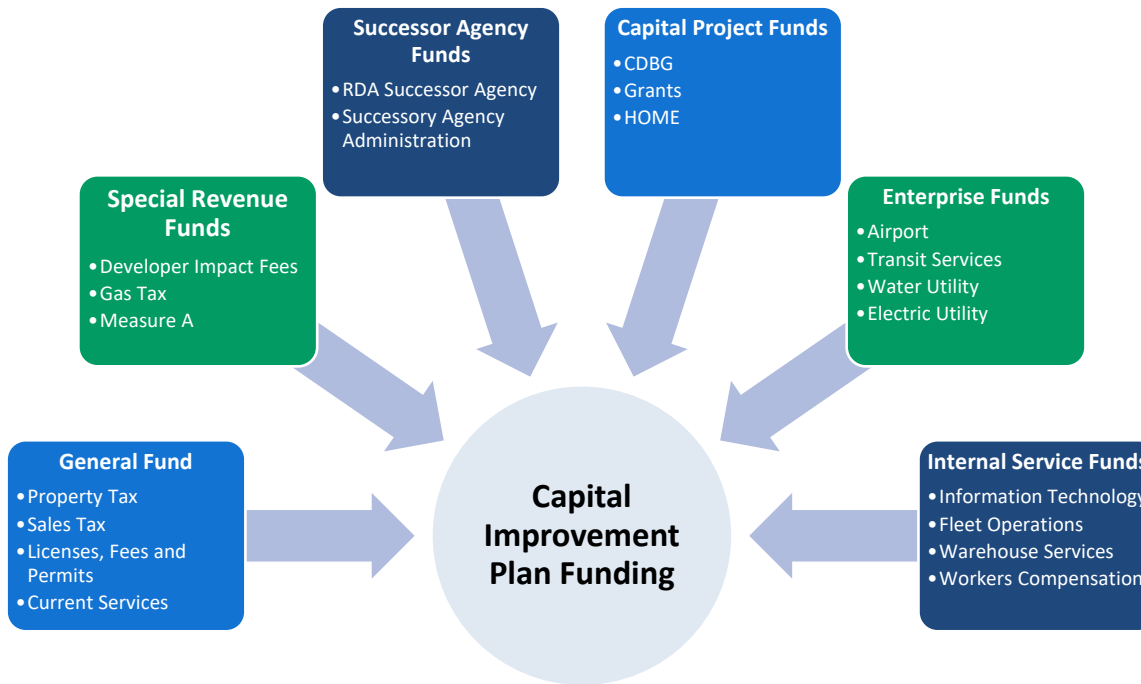 Successor Agency
Funds
• RDA Successor Agency
• Successory Agency
Administration
Capital Project Funds
• CDBG
• Grants
• HOME
Special Revenue
Funds
• Developer Impact Fees
• Gas Tax
• Measure A
Enterprise Funds
• Airport
• Transit Services
• Water Utility
• Electric Utility
General Fund
• Property Tax
• Sales Tax
• Licenses, Fees and
Permits
• Current Services
Capital
Improvement
Plan Funding
Internal Service Funds
• Information Technology
• Fleet Operations
• Warehouse Services
• Workers Compensation